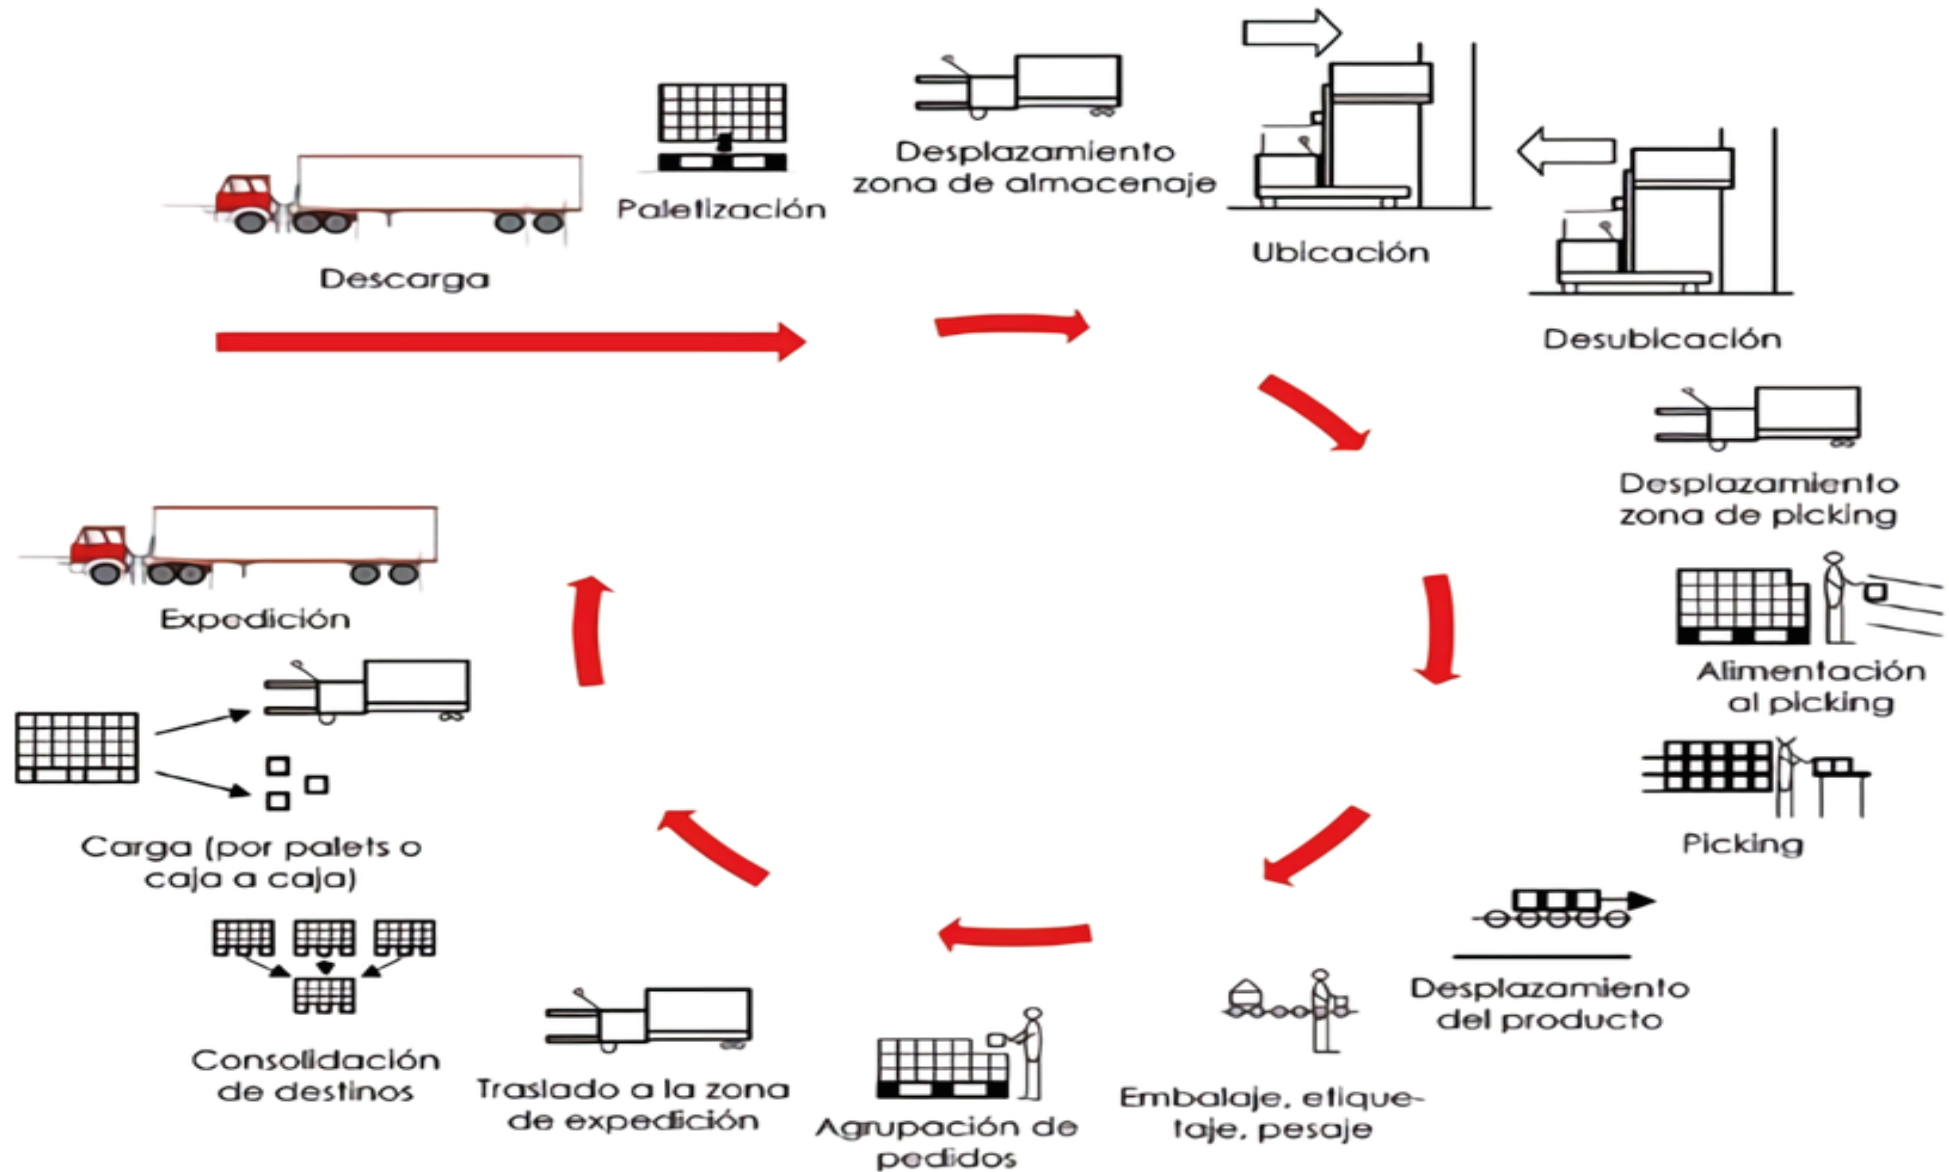 Descarga
Paletización
Desplazamiento
zona de almacenaje
Ubicación
Desubicación
Desplazamiento
zona de picking
Alimentación
al picking
Picking
Desplazamiento
del producto
Embalaje, etique-
taje, pesaje
Agrupación de
pedidos
Traslado a la zona
de expedición
Consolidación
de destinos
Carga (por palets o
caja a caja)
Expedición